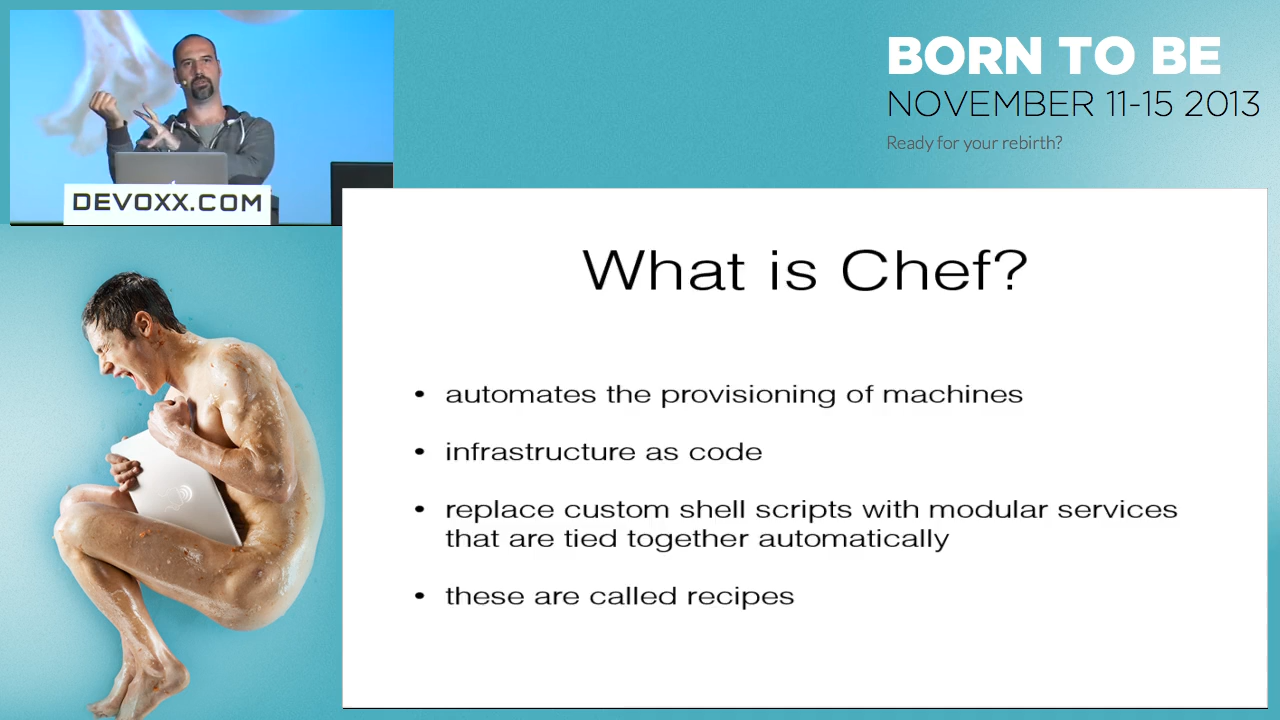 BORN TO BE
NOVEMBER 11-15 2013
Ready for your rebirth?
DEVOXX.COM
What is Chef?
• automates the provisioning of machines
• infrastructure as code
• replace custom shell scripts with modular services
that are tied together automatically
• these are called recipes